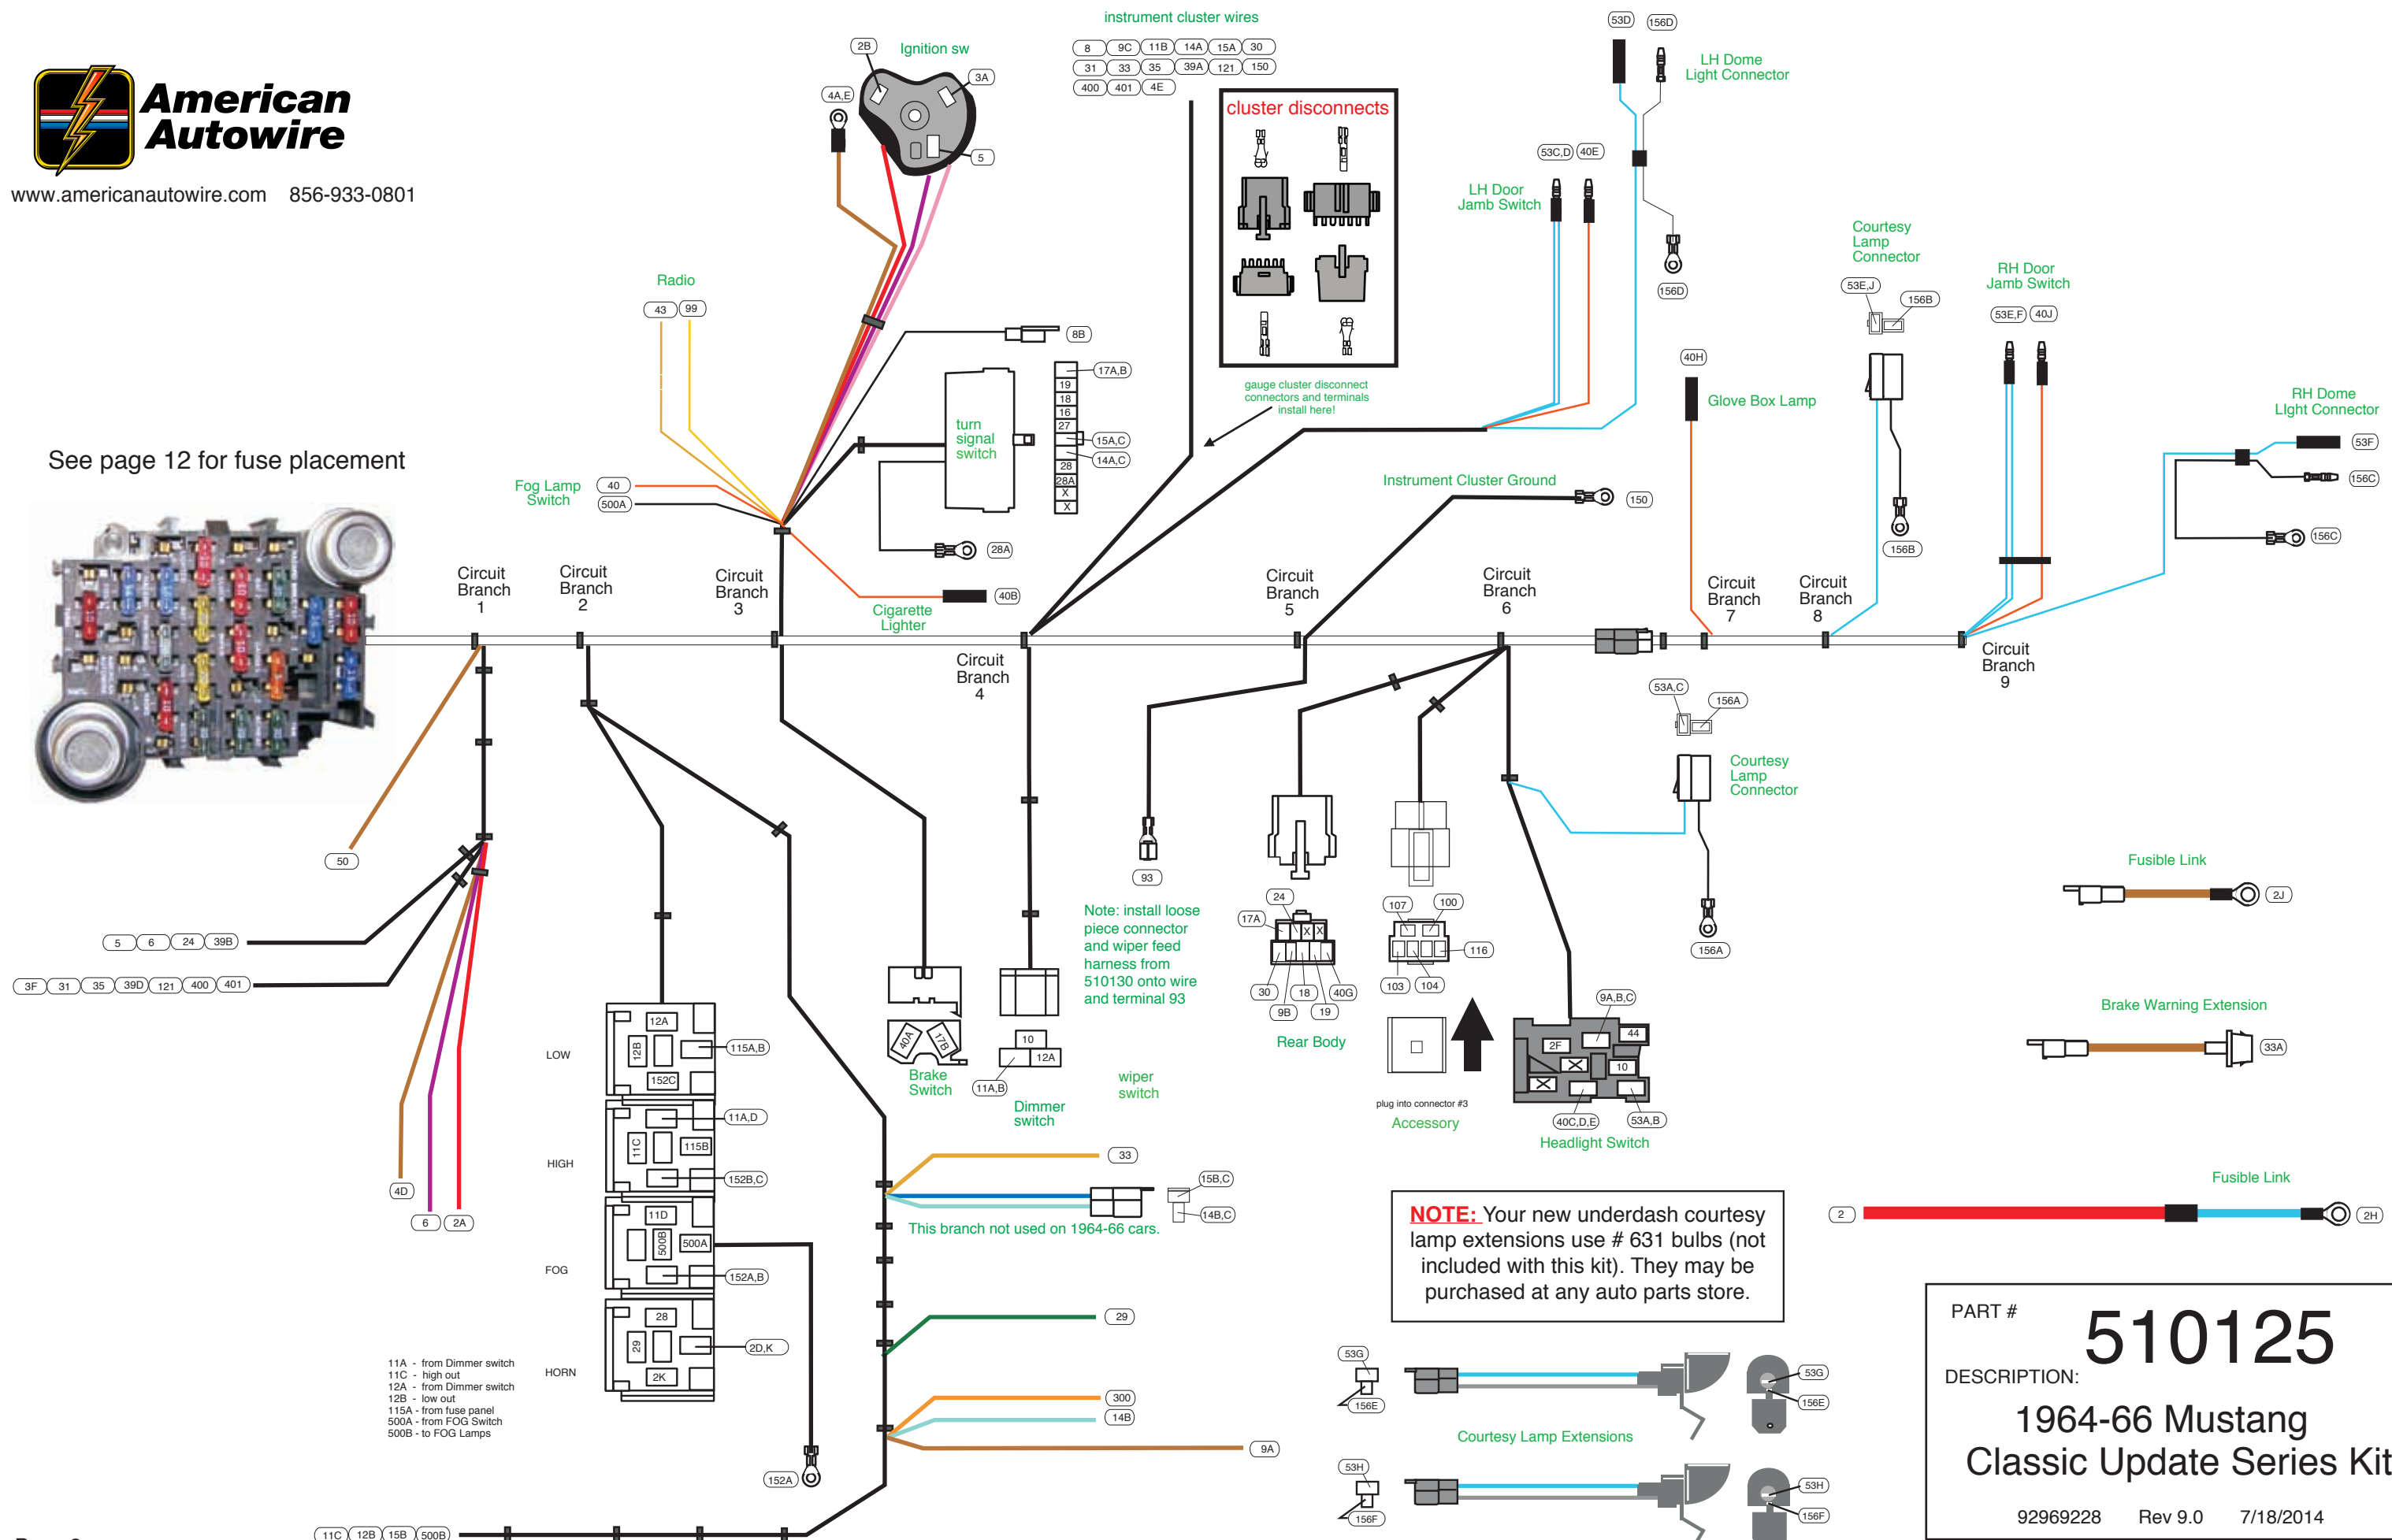 American
Autowire
www.americanautowire.com 856-933-0801
See page 12 for fuse placement
Ignition sw
2B
3A
4A,E
5
instrument cluster wires
8 9C 11B 14A 15A 30
31 33 35 39A 121 150
400 401 4E
cluster disconnects
gauge cluster disconnect
connectors and terminals
install here!
53D 156D
LH Dome
Light Connector
156D
53C,D 40E
LH Door
Jamb Switch
Courtesy
Lamp
Connector
53E,J
156B
156B
RH Door
Jamb Switch
53E,F 40J
RH Dome
LIght Connector
53F
156C
156C
40H
Glove Box Lamp
Radio
43 99
8B
turn
signal
switch
17A,B
19
18
16
27
15A,C
14A,C
28
28A
X
X
28A
Fog Lamp
Switch
40
500A
Instrument Cluster Ground
150
Cigarette
Lighter
40B
Circuit
Branch
1
Circuit
Branch
2
Circuit
Branch
3
Circuit
Branch
4
Circuit
Branch
5
Circuit
Branch
6
Circuit
Branch
7
Circuit
Branch
8
Circuit
Branch
9
50
5 6 24 39B
3F 31 35 39D 121 400 401
4D
6 2A
53A,C
156A
Courtesy
Lamp
Connector
156A
93
Note: install loose
piece connector
and wiper feed
harness from
510130 onto wire
and terminal 93
wiper
switch
24
17A
X X
30
9B
18
19
40G
Rear Body
107
100
116
103 104
plug into connector #3
Accessory
9A,B,C
44
2F
X
10
X
40C,D,E
53A,B
Headlight Switch
40A
17B
Brake
Switch
10
12A
11A,B
Dimmer
switch
LOW
12A
12B
115A,B
152C
HIGH
11A,D
11C
115B
152B,C
FOG
11D
500B
500A
152A,B
HORN
28
29
2D,K
2K
152A
11A - from Dimmer switch
11C - high out
12A - from Dimmer switch
12B - low out
115A - from fuse panel
500A - from FOG Switch
500B - to FOG Lamps
33
15B,C
14B,C
This branch not used on 1964-66 cars.
29
300
14B
9A
11C 12B 15B 500B
Fusible Link
2J
Brake Warning Extension
33A
Fusible Link
2
2H
NOTE: Your new underdash courtesy
lamp extensions use # 631 bulbs (not
included with this kit). They may be
purchased at any auto parts store.
53G
156E
53G
156E
Courtesy Lamp Extensions
53H
156F
53H
156F
PART #
510125
DESCRIPTION:
1964-66 Mustang
Classic Update Series Kit
92969228 Rev 9.0 7/18/2014